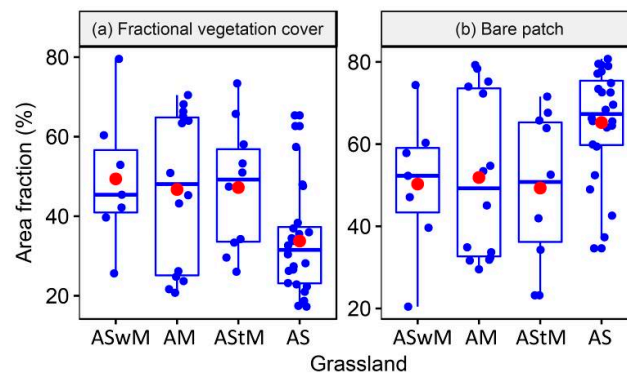 (a) Fractional vegetation cover
(b) Bare patch
Area fraction (%)
80
60
40
20
80
60
40
20
ASwM AM AStM AS
ASwM AM AStM AS
Grassland